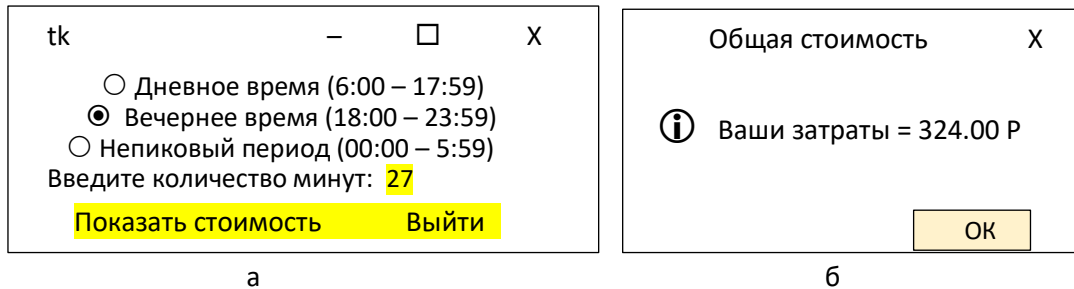 tk – □ X
○ Дневное время (6:00 – 17:59)
◉ Вечернее время (18:00 – 23:59)
○ Непиковый период (00:00 – 5:59)
Введите количество минут: 27
Показать стоимость Выйти
а
Общая стоимость X
Ваши затраты = 324.00 Р
ОК
б